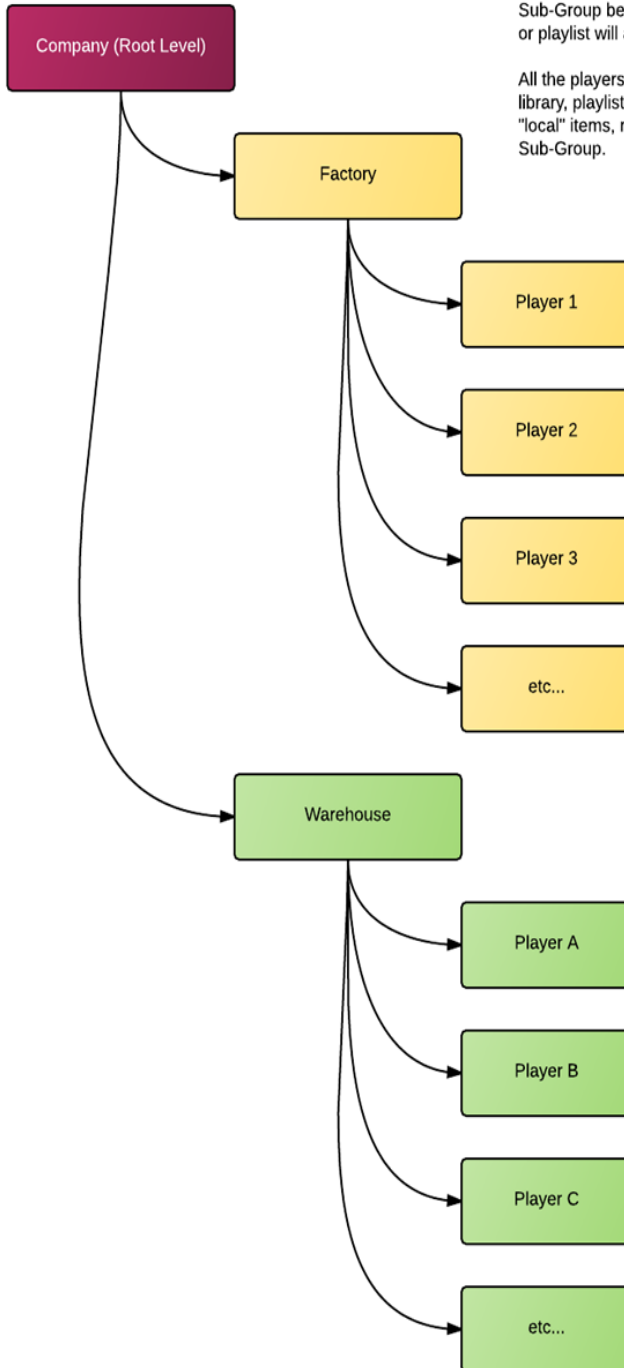 Sub-Group be
or playlist will
All the players
library, playlist
"local" items,
Sub-Group.
Company (Root Level)
Factory
Player 1
Player 2
Player 3
etc...
Warehouse
Player A
Player B
Player C
etc...